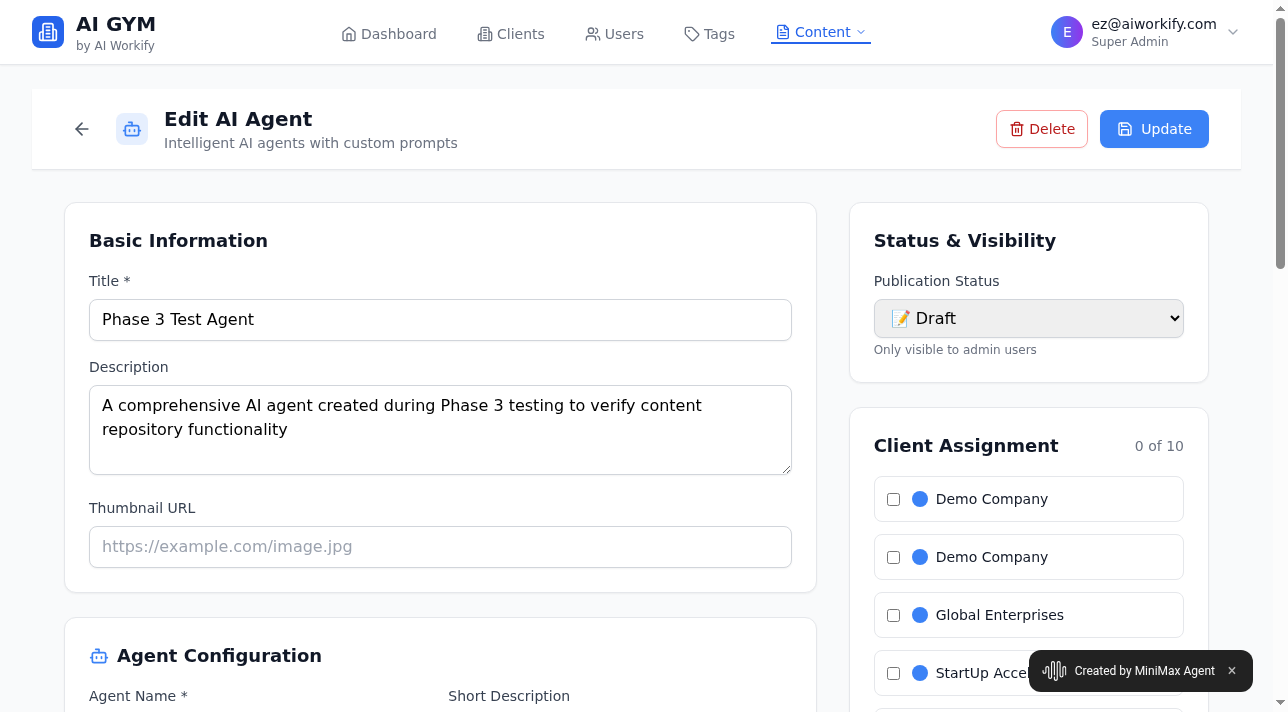 AI GYM
by AI Workify
Dashboard
Clients
Users
Tags
Content
E
ez@aiworkify.com
Super Admin
Edit AI Agent
Intelligent AI agents with custom prompts
Delete
Update
Basic Information
Title *
Phase 3 Test Agent
Description
A comprehensive AI agent created during Phase 3 testing to verify content
repository functionality
Thumbnail URL
https://example.com/image.jpg
Agent Configuration
Agent Name *
Short Description
Status & Visibility
Publication Status
📝 Draft
Only visible to admin users
Client Assignment
0 of 10
Demo Company
Demo Company
Global Enterprises
StartUp
Created by MiniMax Agent
×